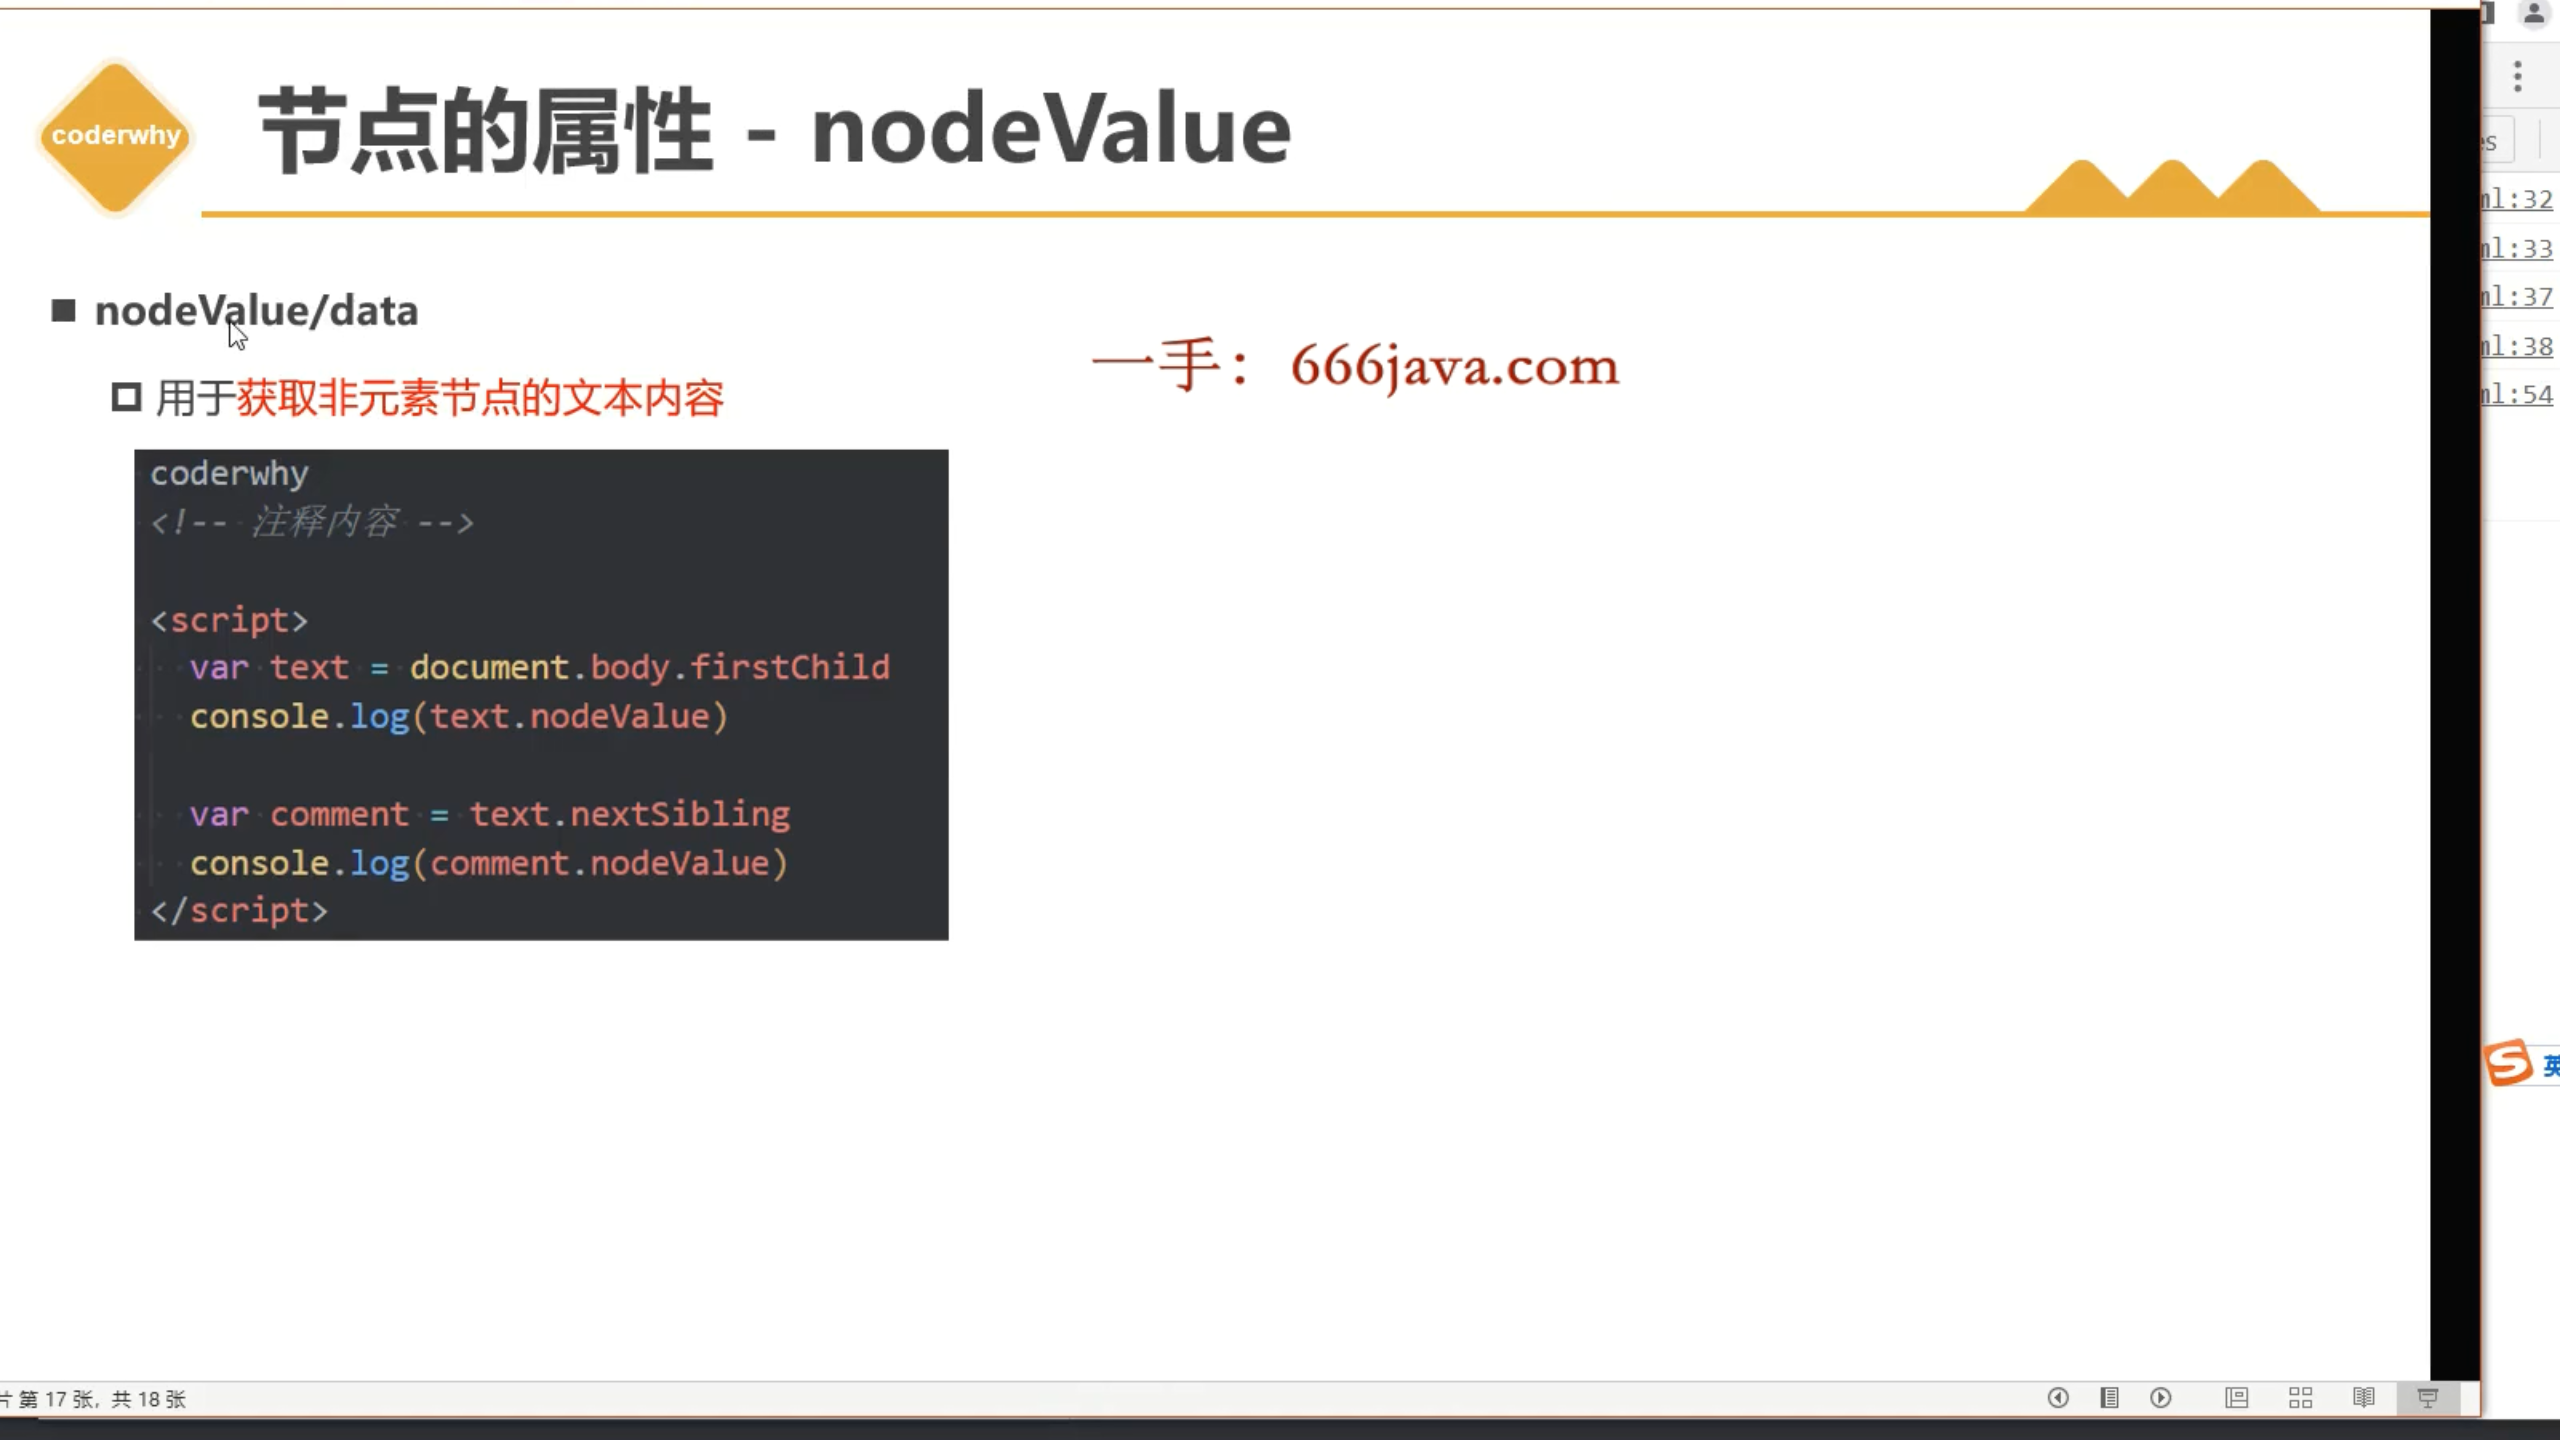 coderwhy
节点的属性 - nodeValue
nodeValue/data
用于获取非元素节点的文本内容
一手：666java.com
coderwhy
<!-- 注释内容 -->
<script>
var text = document.body.firstChild
console.log(text.nodeValue)
var comment = text.nextSibling
console.log(comment.nodeValue)
</script>
ml:32
ml:33
ml:37
ml:38
ml:54
英
第 17 张，共 18 张